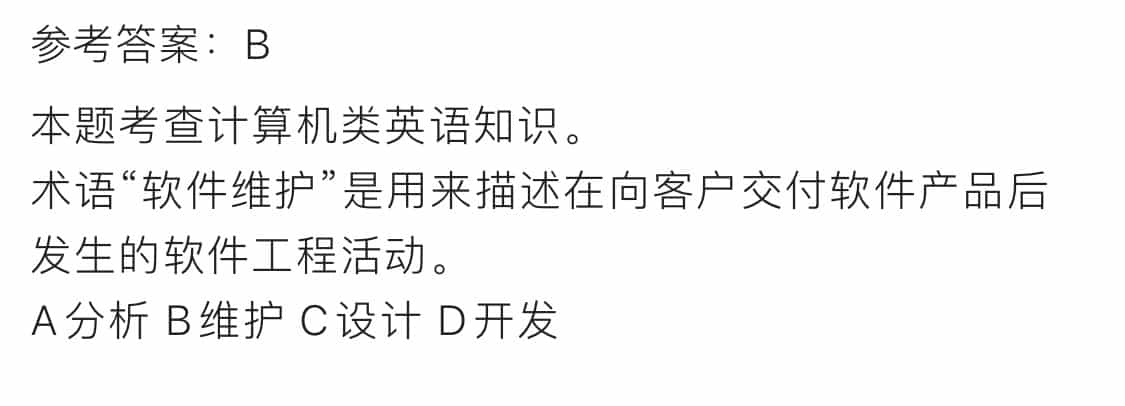 参考答案：B
本题考查计算机类英语知识。
术语“软件维护”是用来描述在向客户交付软件产品后
发生的软件工程活动。
A分析 B维护 C设计 D开发